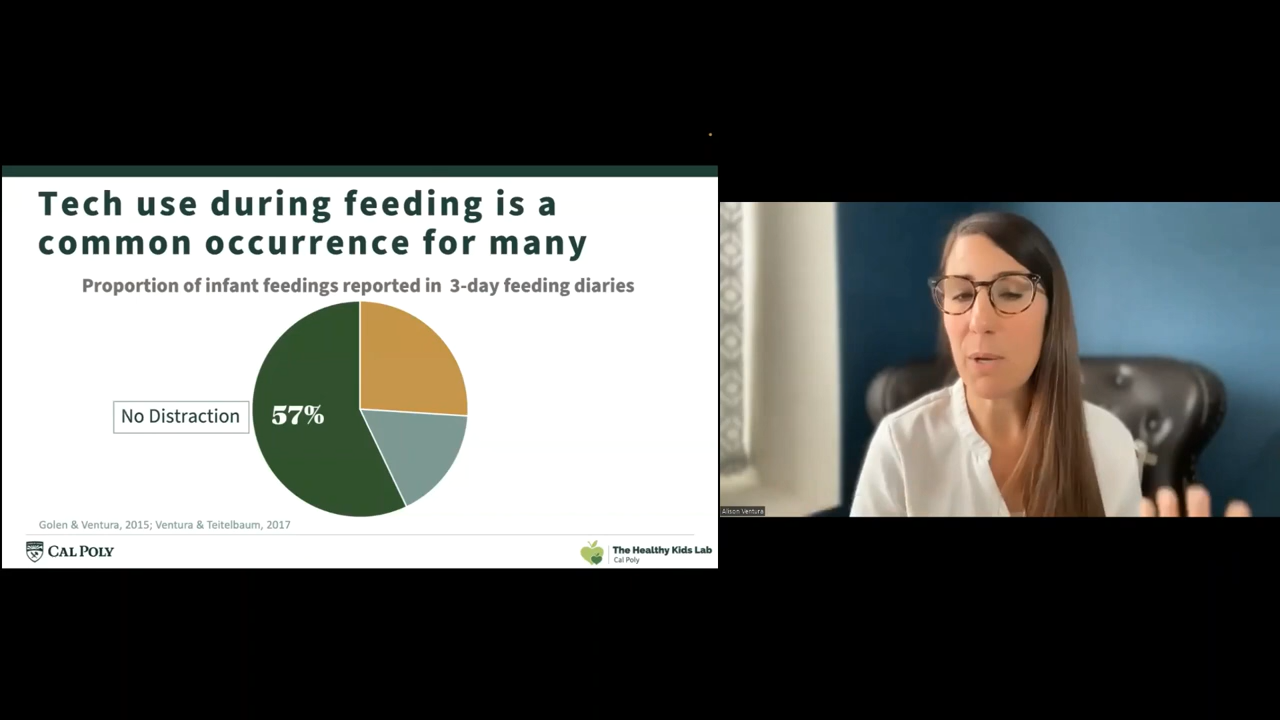 Tech use during feeding is a
common occurrence for many
Proportion of infant feedings reported in 3-day feeding diaries
No Distraction
57%
Golen & Ventura, 2015; Ventura & Teitelbaum, 2017
CAL POLY
The Healthy Kids Lab
Cal Poly
Alison Ventura